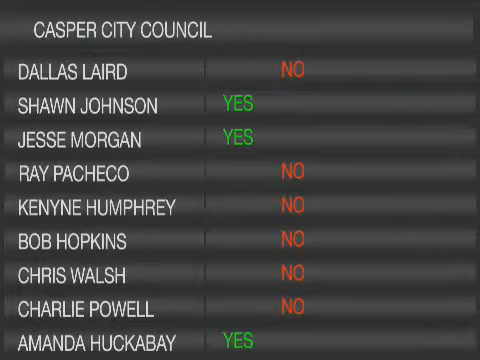 CASPER CITY COUNCIL
DALLAS LAIRD NO
SHAWN JOHNSON YES
JESSE MORGAN YES
RAY PACHECO NO
KENYNE HUMPHREY NO
BOB HOPKINS NO
CHRIS WALSH NO
CHARLIE POWELL NO
AMANDA HUCKABAY YES